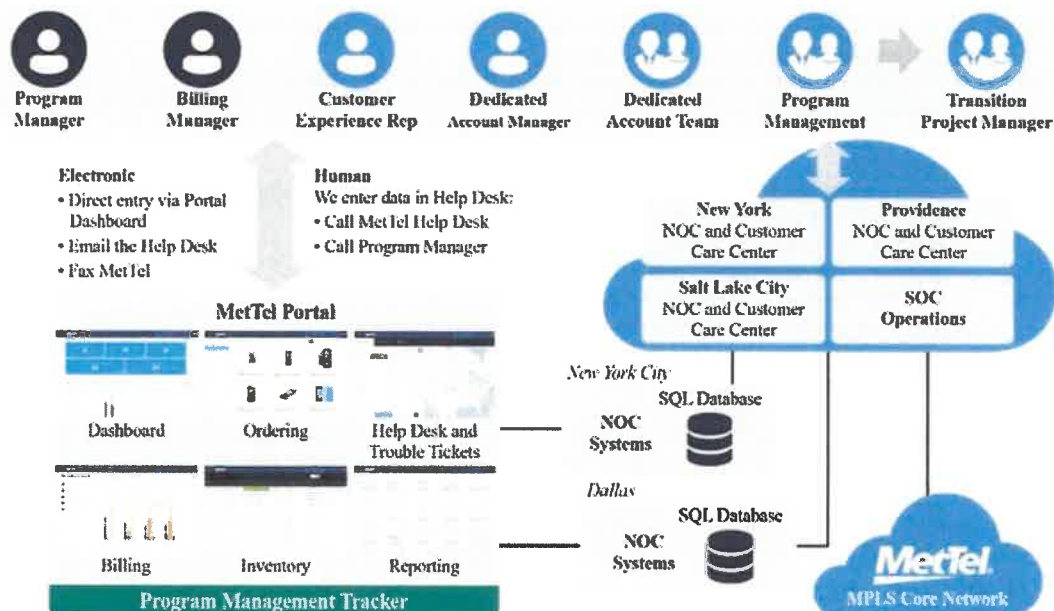 Program
Manager
Billing
Manager
Customer
Experience Rep
Dedicated
Account Manager
Dedicated
Account Team
Program
Management
Transition
Project Manager
Electronic
• Direct entry via Portal
Dashboard
• Email the Help Desk
• Fax MetTel
Human
We enter data in Help Desk:
• Call MetTel Help Desk
• Call Program Manager
New York
NOC and Customer
Care Center
Providence
NOC and Customer
Care Center
Salt Lake City
NOC and Customer
Care Center
SOC
Operations
MetTel Portal
Dashboard
Ordering
Help Desk and
Trouble Tickets
Billing
Inventory
Reporting
Program Management Tracker
New York City
SQL Database
NOC
Systems
Dallas
SQL Database
NOC
Systems
MetTel.
MPLS Core Network